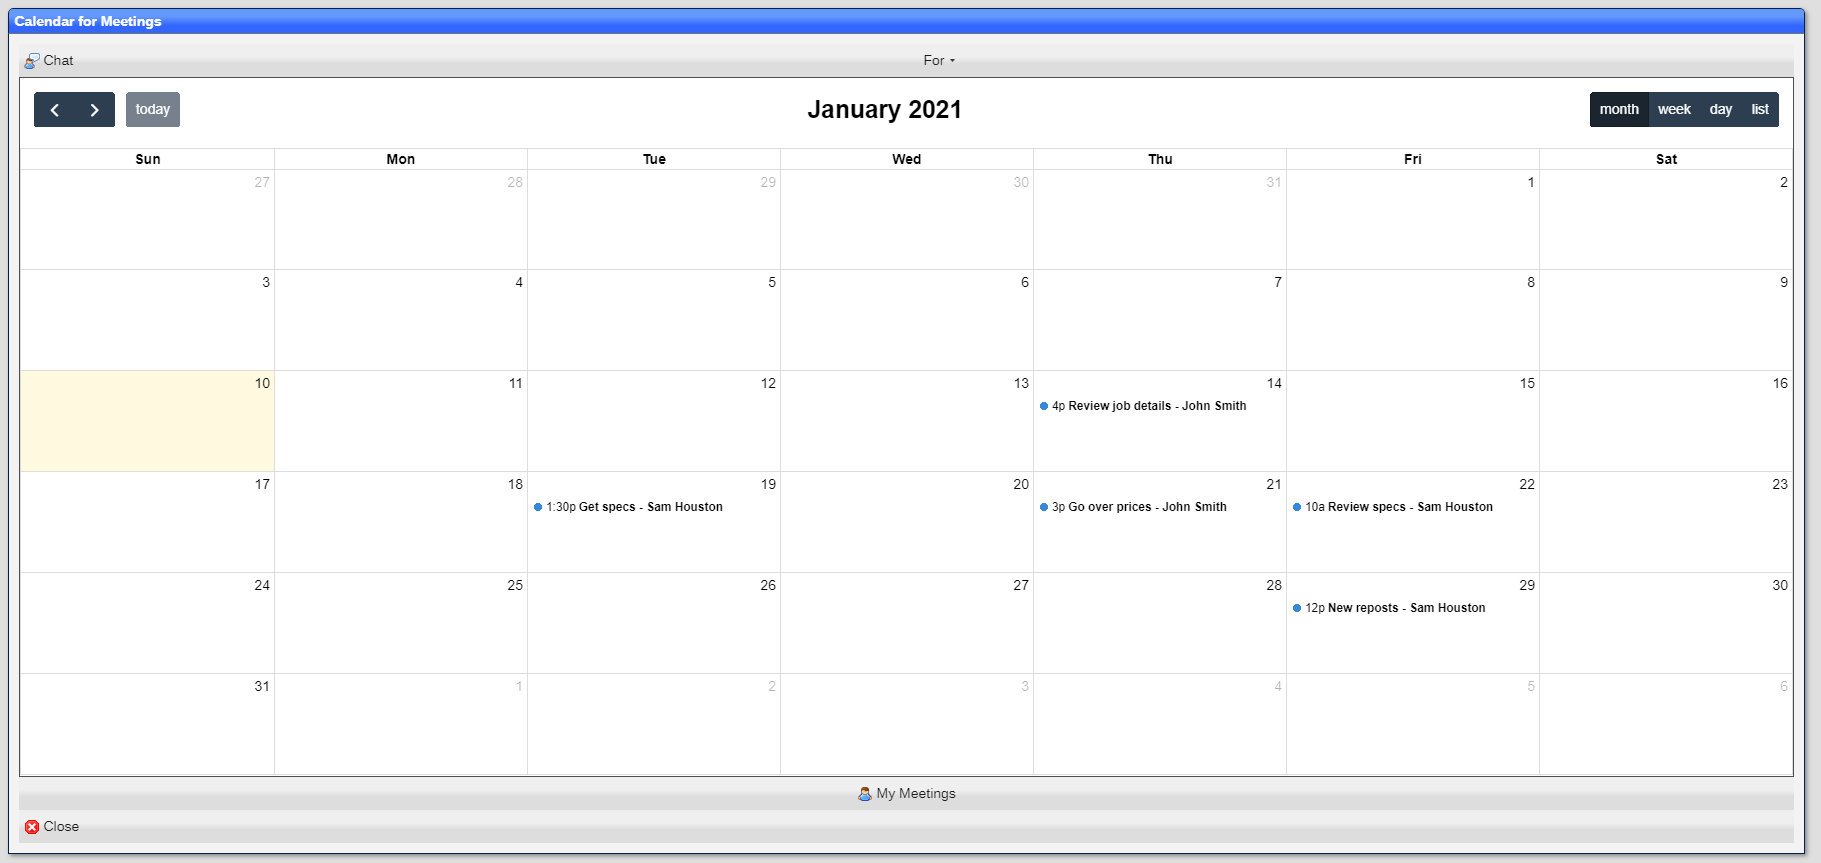 Calendar for Meetings
Chat
For
today
January 2021
month week day list
Sun Mon Tue Wed Thu Fri Sat
27 28 29 30 31 1 2
3 4 5 6 7 8 9
10 11 12 13 14 15 16
4p Review job details - John Smith
17 18 19 20 21 22 23
1:30p Get specs - Sam Houston
3p Go over prices - John Smith
10a Review specs - Sam Houston
24 25 26 27 28 29 30
12p New reposts - Sam Houston
31 1 2 3 4 5 6
My Meetings
Close